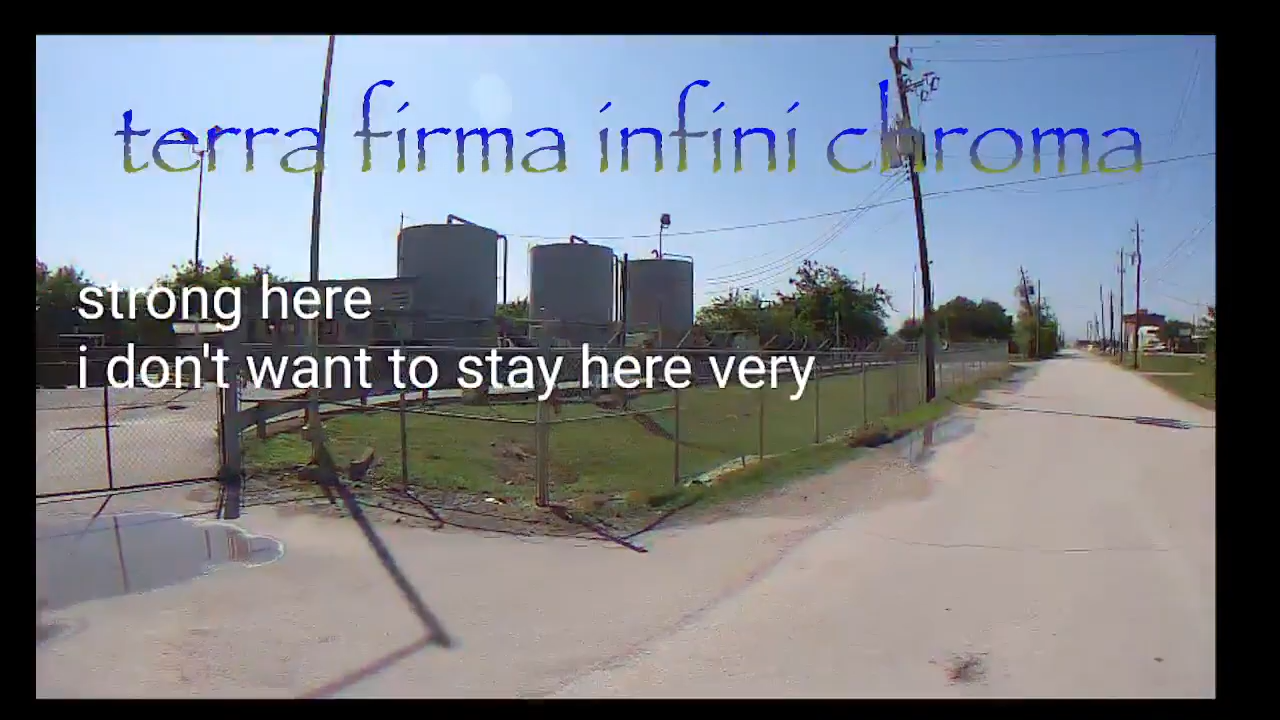 terra firma infini chroma
strong here
i don't want to stay here very